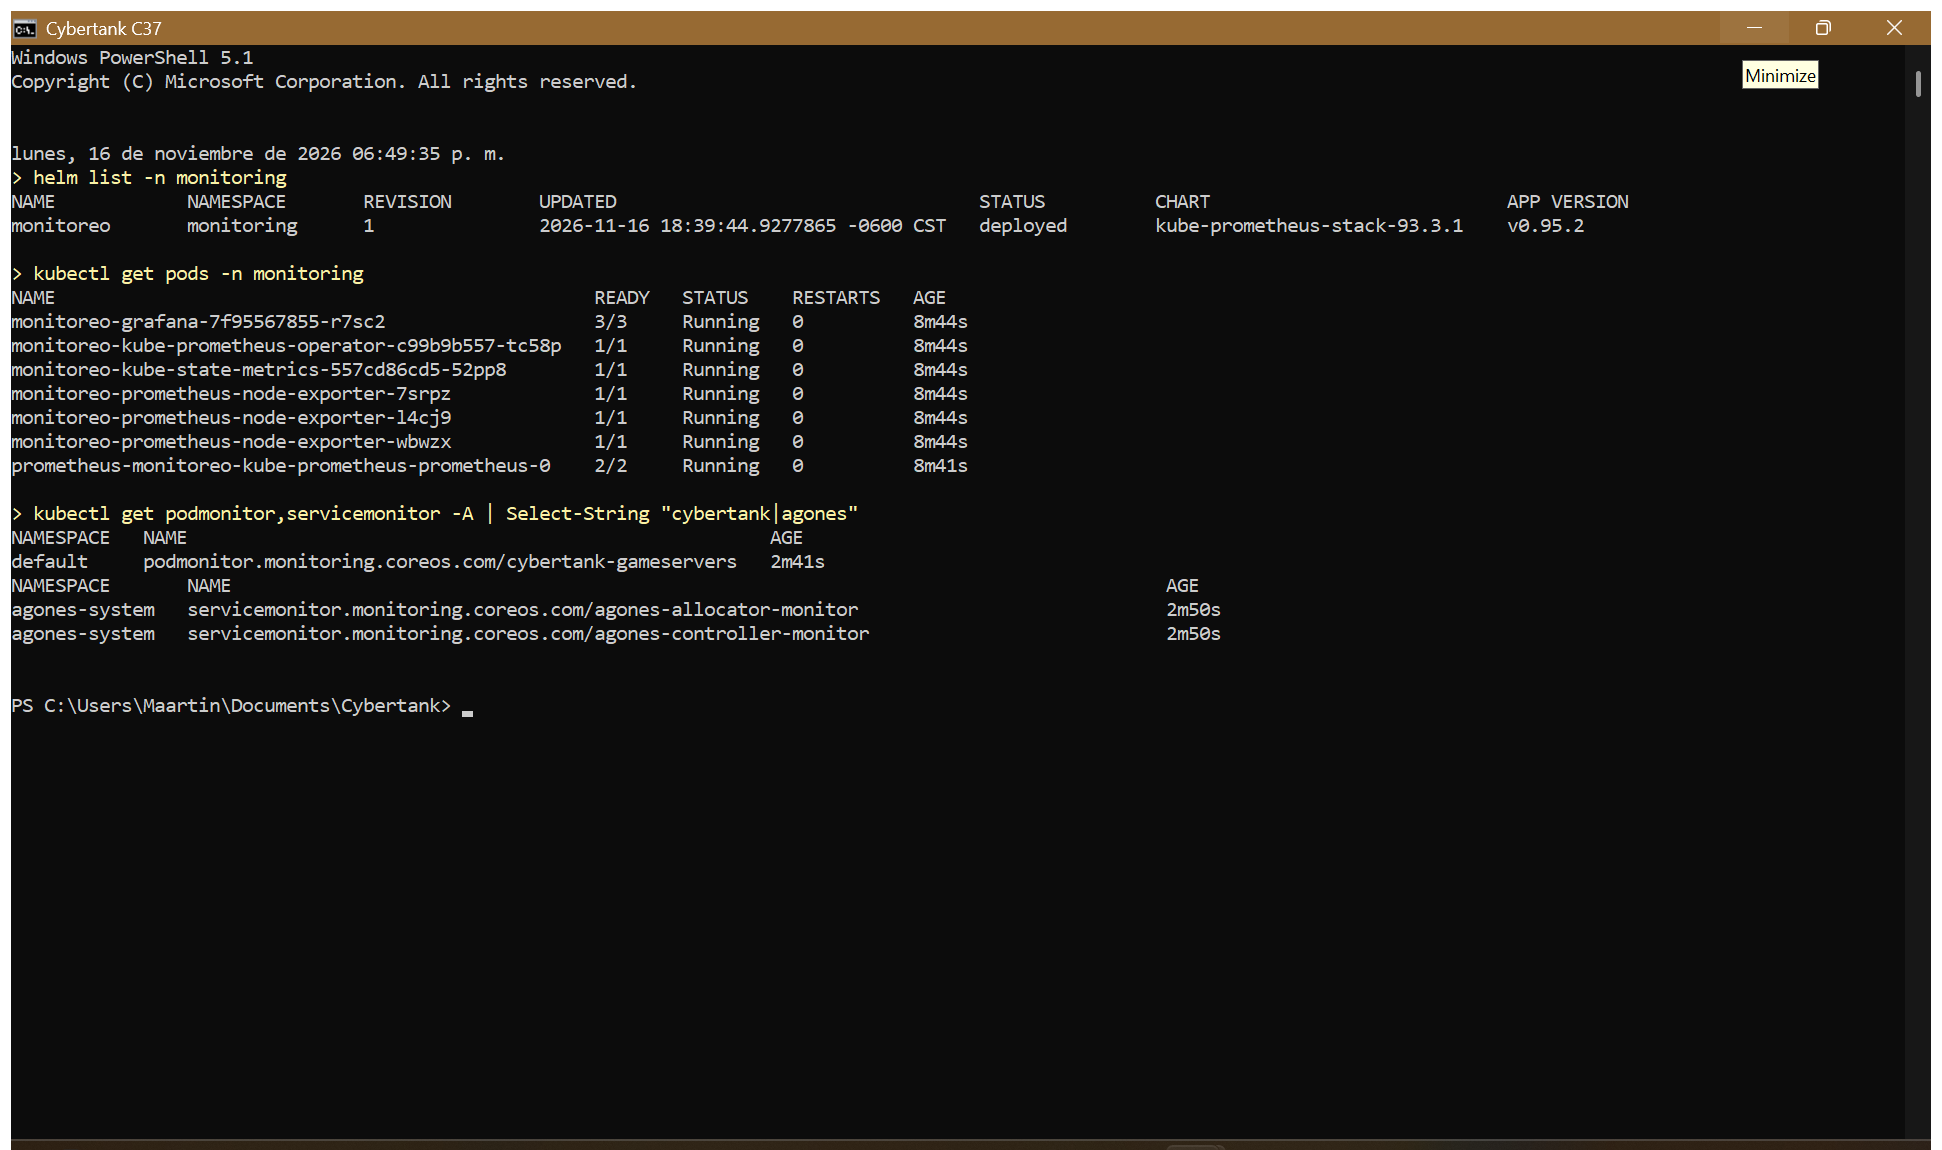 Cybertank C37
Windows PowerShell 5.1
Copyright (C) Microsoft Corporation. All rights reserved.
Minimize
lunes, 16 de noviembre de 2026 06:49:35 p. m.
> helm list -n monitoring
NAME NAMESPACE REVISION UPDATED STATUS CHART APP VERSION
monitoreo monitoring 1 2026-11-16 18:39:44.9277865 -0600 CST deployed kube-prometheus-stack-93.3.1 v0.95.2
> kubectl get pods -n monitoring
NAME READY STATUS RESTARTS AGE
monitoreo-grafana-7f95567855-r7sc2 3/3 Running 0 8m44s
monitoreo-kube-prometheus-operator-c99b9b557-tc58p 1/1 Running 0 8m44s
monitoreo-kube-state-metrics-557cd86cd5-52pp8 1/1 Running 0 8m44s
monitoreo-prometheus-node-exporter-7srpz 1/1 Running 0 8m44s
monitoreo-prometheus-node-exporter-l4cj9 1/1 Running 0 8m44s
monitoreo-prometheus-node-exporter-wbwzx 1/1 Running 0 8m44s
prometheus-monitoreo-kube-prometheus-prometheus-0 2/2 Running 0 8m41s
> kubectl get podmonitor,servicemonitor -A | Select-String "cybertank|agones"
NAMESPACE NAME AGE
default podmonitor.monitoring.coreos.com/cybertank-gameservers 2m41s
NAMESPACE NAME AGE
agones-system servicemonitor.monitoring.coreos.com/agones-allocator-monitor 2m50s
agones-system servicemonitor.monitoring.coreos.com/agones-controller-monitor 2m50s
PS C:\Users\Maartin\Documents\Cybertank>